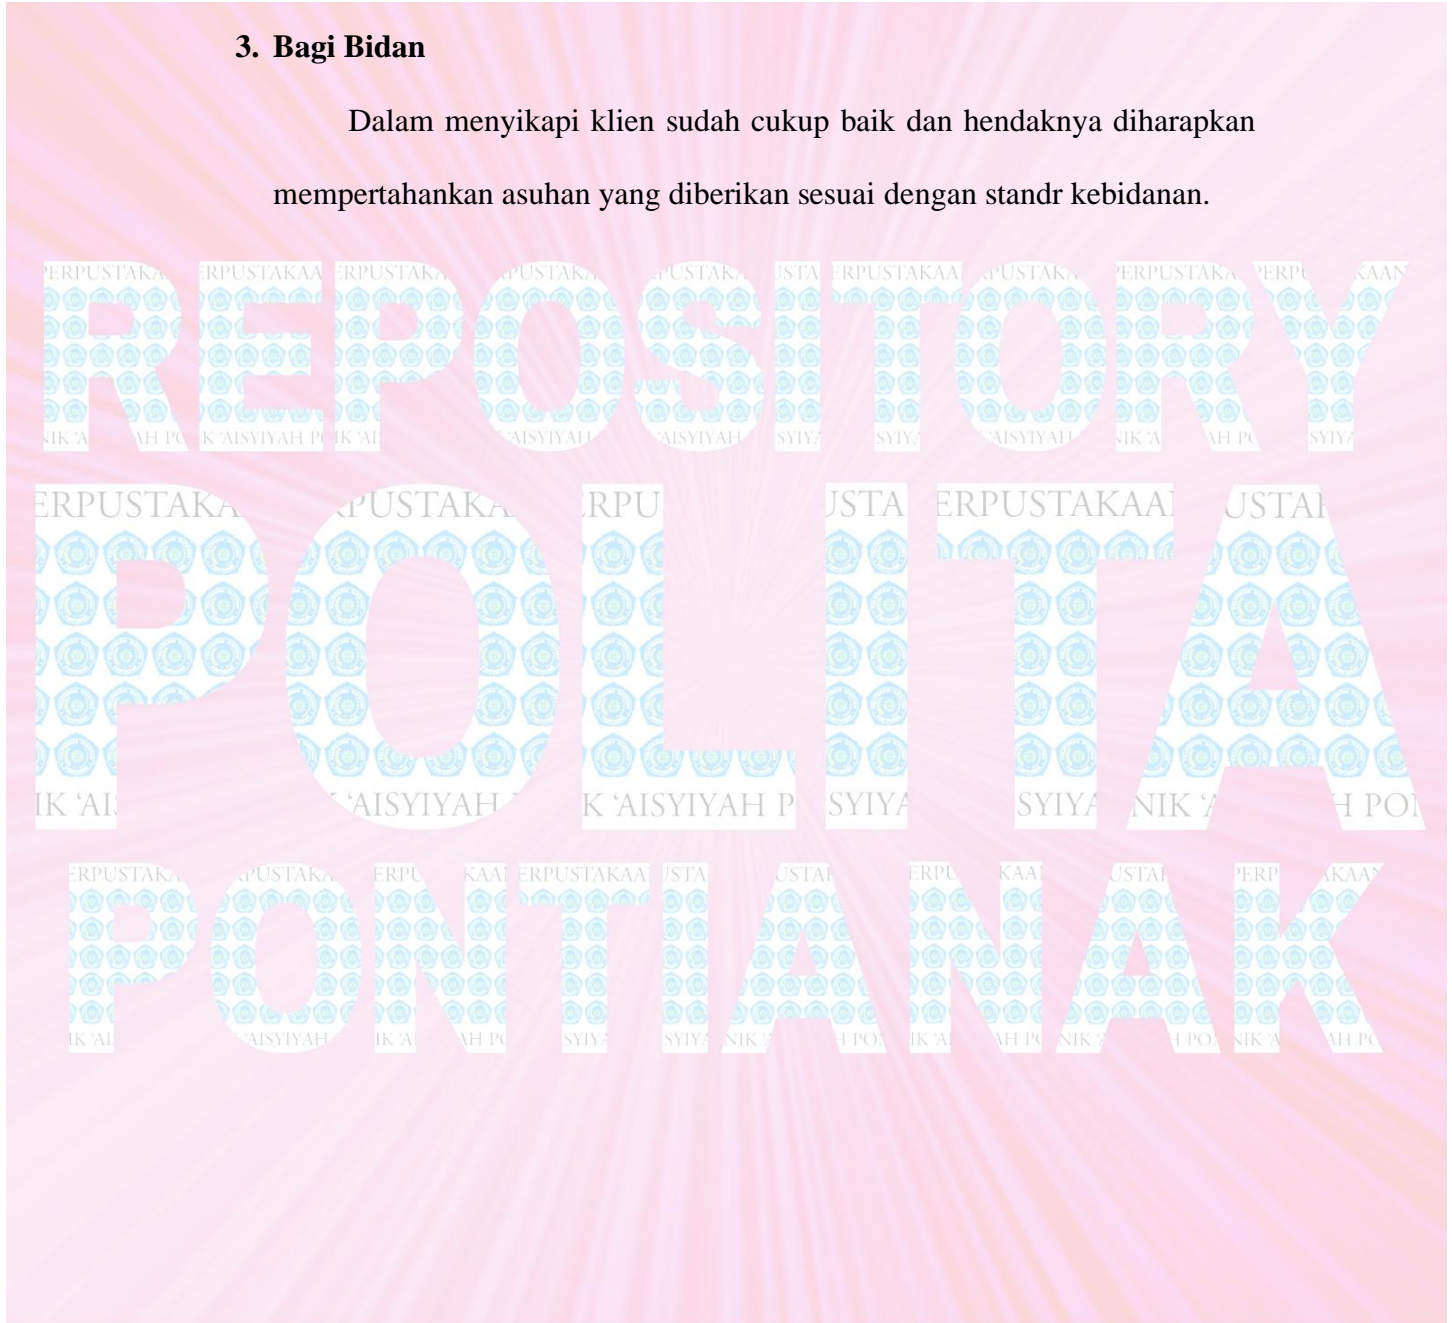 3. Bagi Bidan
Dalam menyikapi klien sudah cukup baik dan hendaknya diharapkan
mempertahankan asuhan yang diberikan sesuai dengan standr kebidanan.
REPOSITORY
POLITA
PONTIANAK